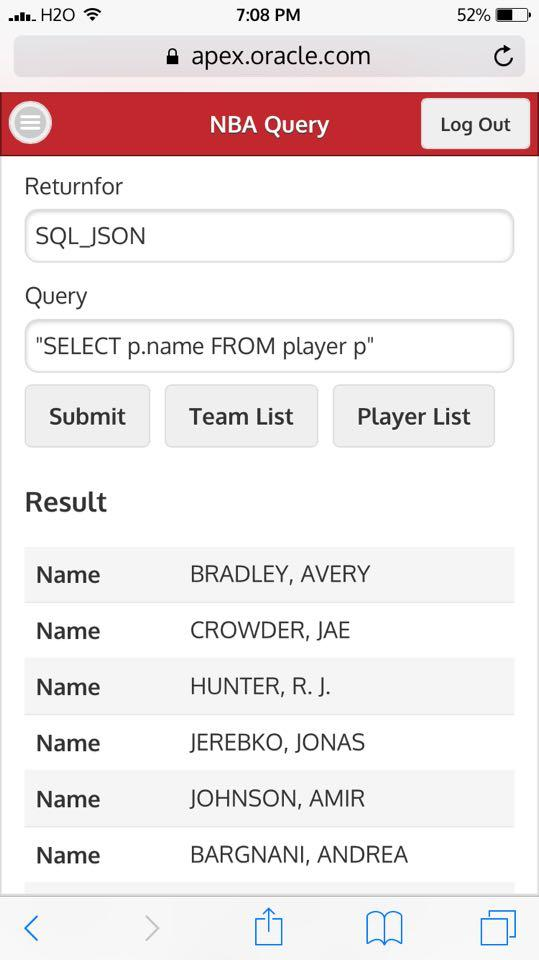 H2O 7:08 PM 52%
apex.oracle.com
NBA Query Log Out
Returnfor
SQL_JSON
Query
"SELECT p.name FROM player p"
Submit Team List Player List
Result
Name BRADLEY, AVERY
Name CROWDER, JAE
Name HUNTER, R. J.
Name JEREBKO, JONAS
Name JOHNSON, AMIR
Name BARGNANI, ANDREA